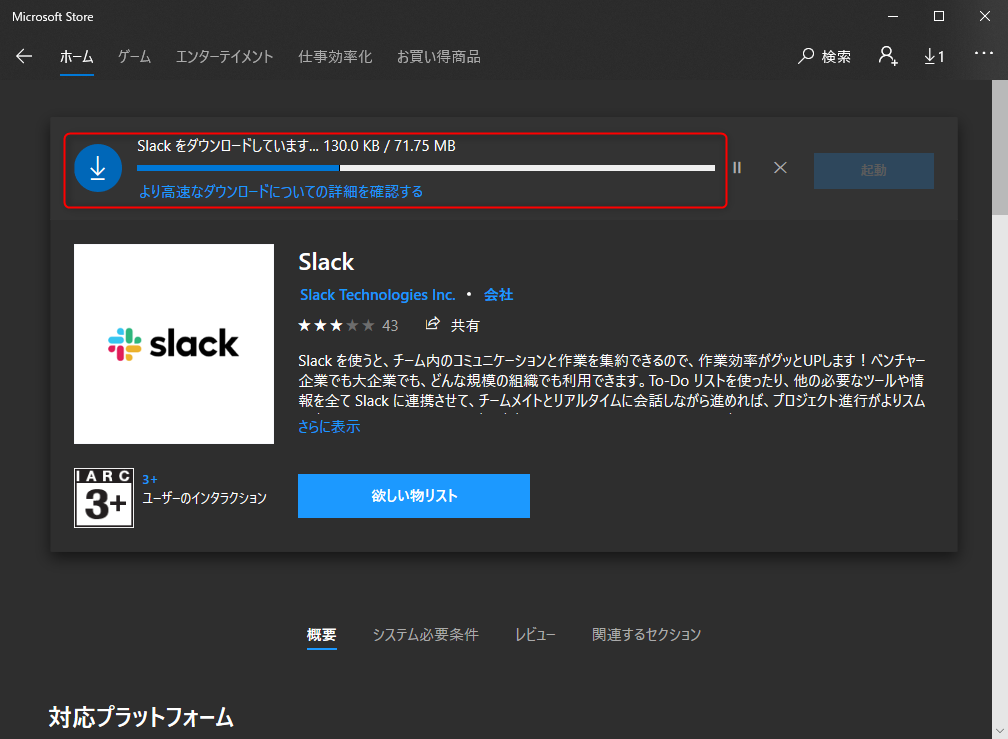 Microsoft Store
ホーム ゲーム エンターテイメント 仕事効率化 お買い得商品 検索 1
Slack をダウンロードしています... 130.0 KB / 71.75 MB
より高速なダウンロードについての詳細を確認する
起動
slack
Slack
Slack Technologies Inc. • 会社
43 共有
Slack を使うと、チーム内のコミュニケーションと作業を集約できるので、作業効率がグッとUPします！ベンチャー
企業でも大企業でも、どんな規模の組織でも利用できます。To-Do リストを使ったり、他の必要なツールや情
報を全て Slack に連携させて、チームメイトとリアルタイムに会話しながら進めれば、プロジェクト進行がよりスム
さらに表示
IARC
3+
3+
ユーザーのインタラクション
欲しい物リスト
概要 システム必要条件 レビュー 関連するセクション
対応プラットフォーム